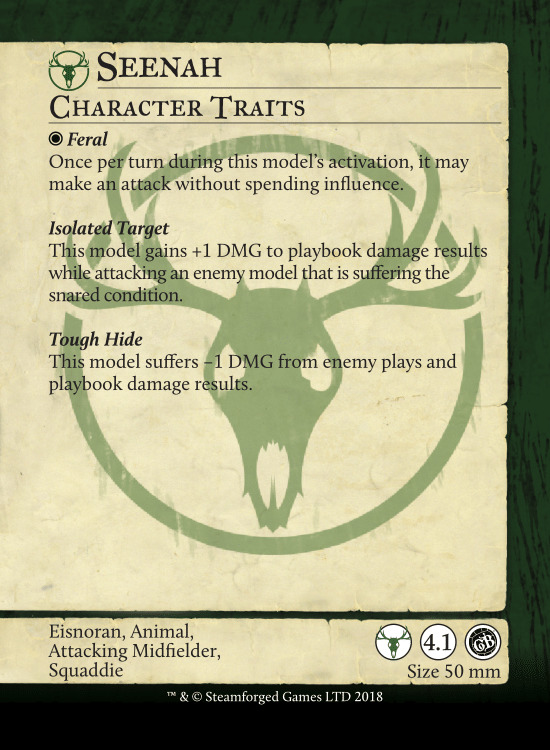 Seenah
Character Traits
Feral
Once per turn during this model's activation, it may
make an attack without spending influence.
Isolated Target
This model gains +1 DMG to playbook damage results
while attacking an enemy model that is suffering the
snared condition.
Tough Hide
This model suffers –1 DMG from enemy plays and
playbook damage results.
Eisnoran, Animal,
Attacking Midfielder,
Squaddie
4.1
GB
Size 50 mm
™ & © Steamforged Games LTD 2018